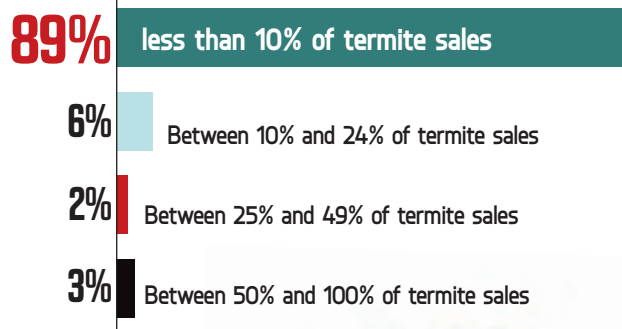 89% less than 10% of termite sales
6% Between 10% and 24% of termite sales
2% Between 25% and 49% of termite sales
3% Between 50% and 100% of termite sales